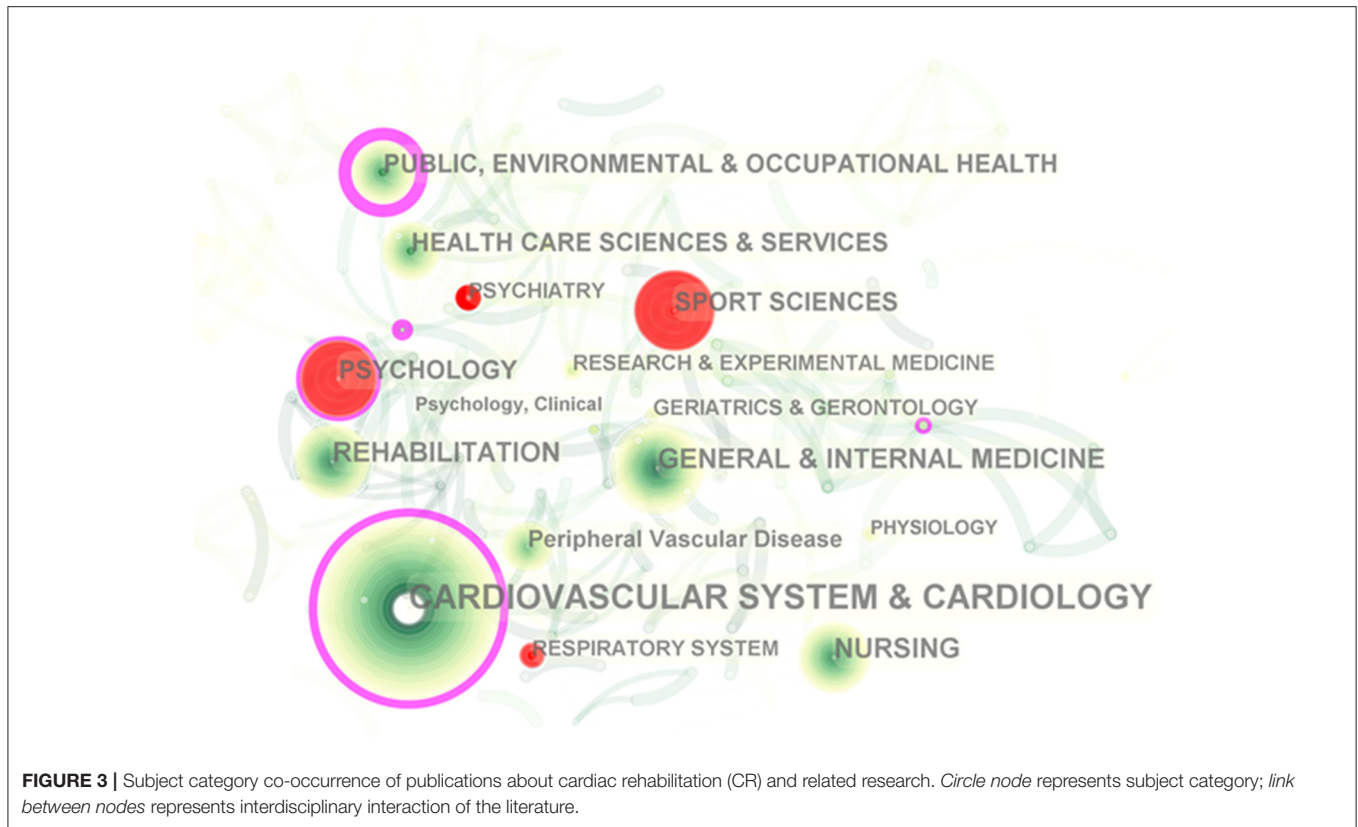 PUBLIC, ENVIRONMENTAL & OCCUPATIONAL HEALTH
HEALTH CARE SCIENCES & SERVICES
PSYCHIATRY
SPORT SCIENCES
PSYCHOLOGY
RESEARCH & EXPERIMENTAL MEDICINE
Psychology, Clinical
GERIATRICS & GERONTOLOGY
REHABILITATION
GENERAL & INTERNAL MEDICINE
Peripheral Vascular Disease
PHYSIOLOGY
CARDIOVASCULAR SYSTEM & CARDIOLOGY
RESPIRATORY SYSTEM
NURSING
FIGURE 3 | Subject category co-occurrence of publications about cardiac rehabilitation (CR) and related research. Circle node represents subject category; link
between nodes represents interdisciplinary interaction of the literature.